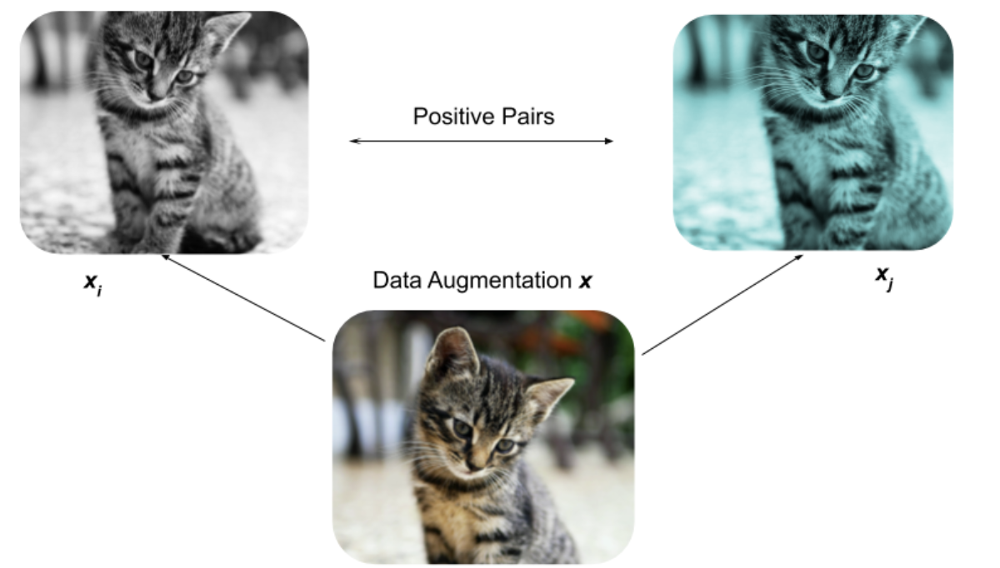 Positive Pairs
x_i
x_j
Data Augmentation x